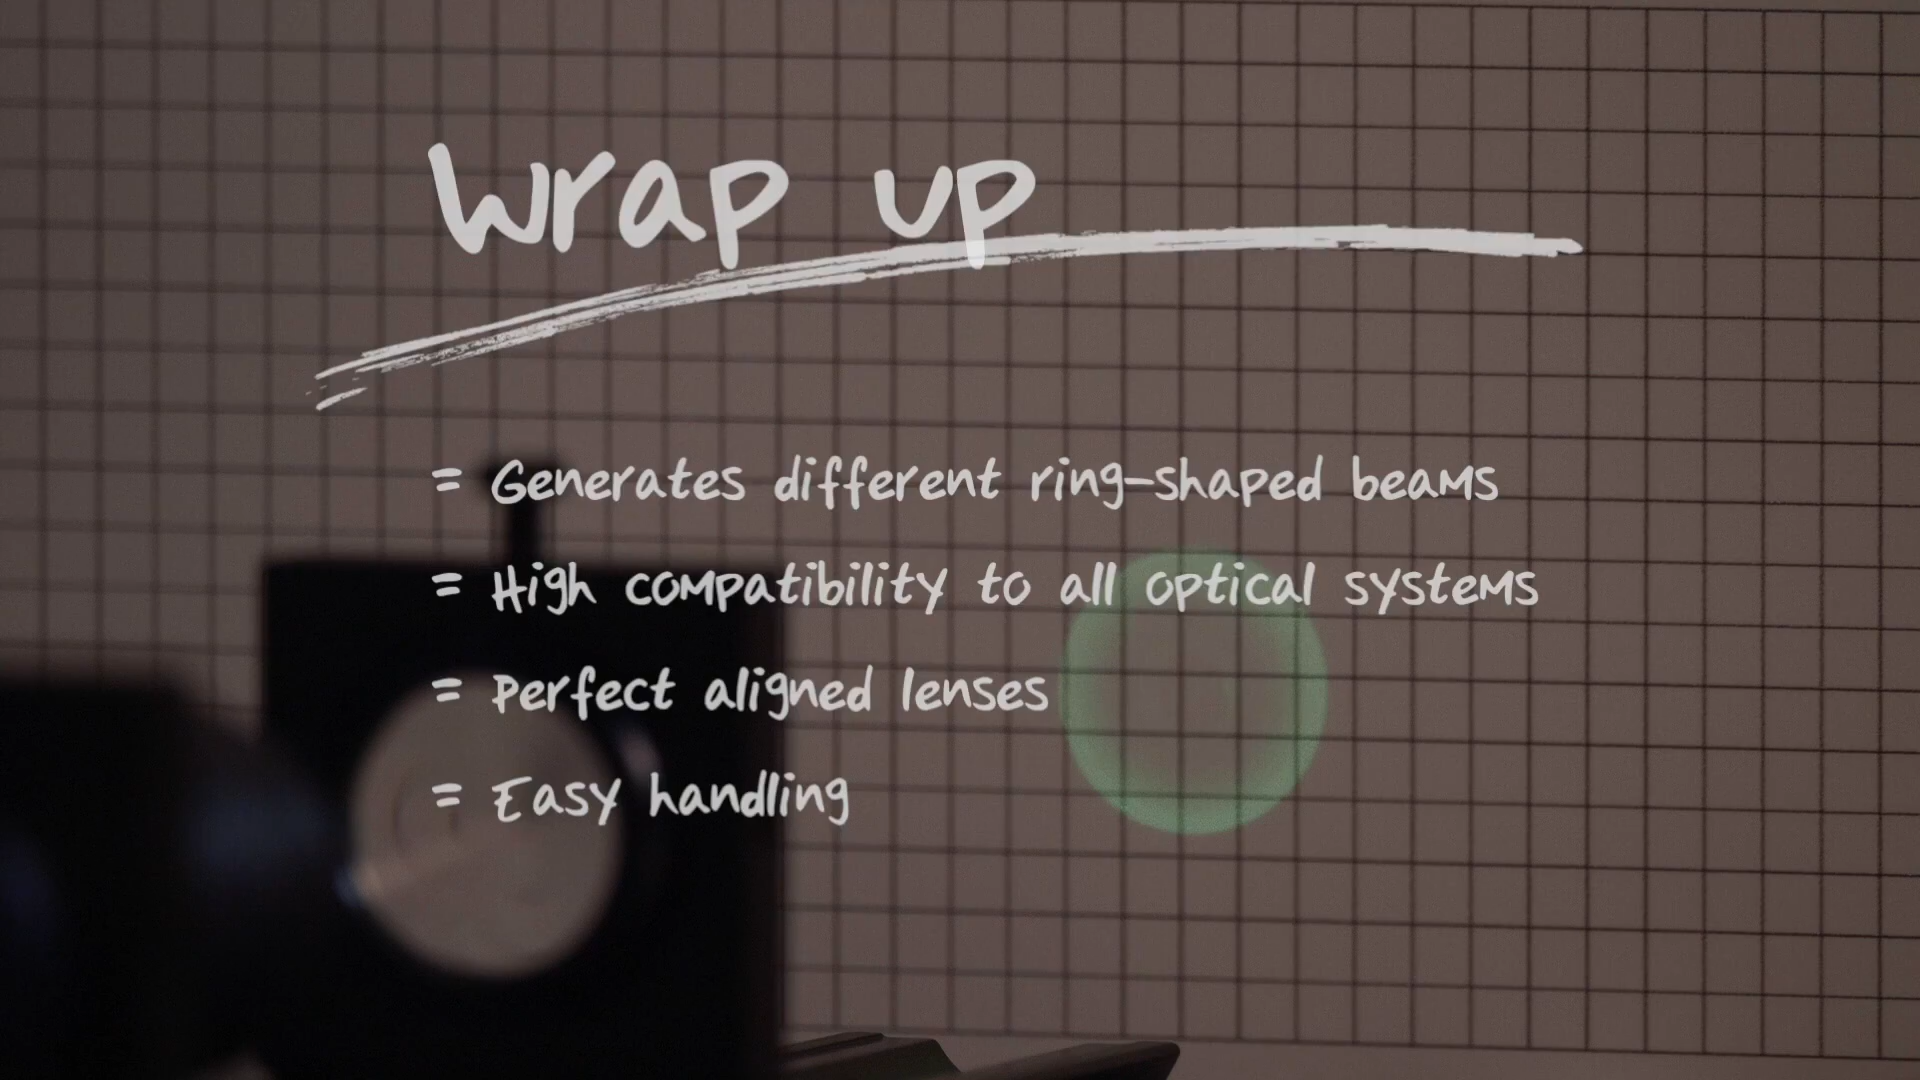 Wrap up
= Generates different ring-shaped beams
= High compatibility to all optical systems
= Perfect aligned lenses
= Easy handling